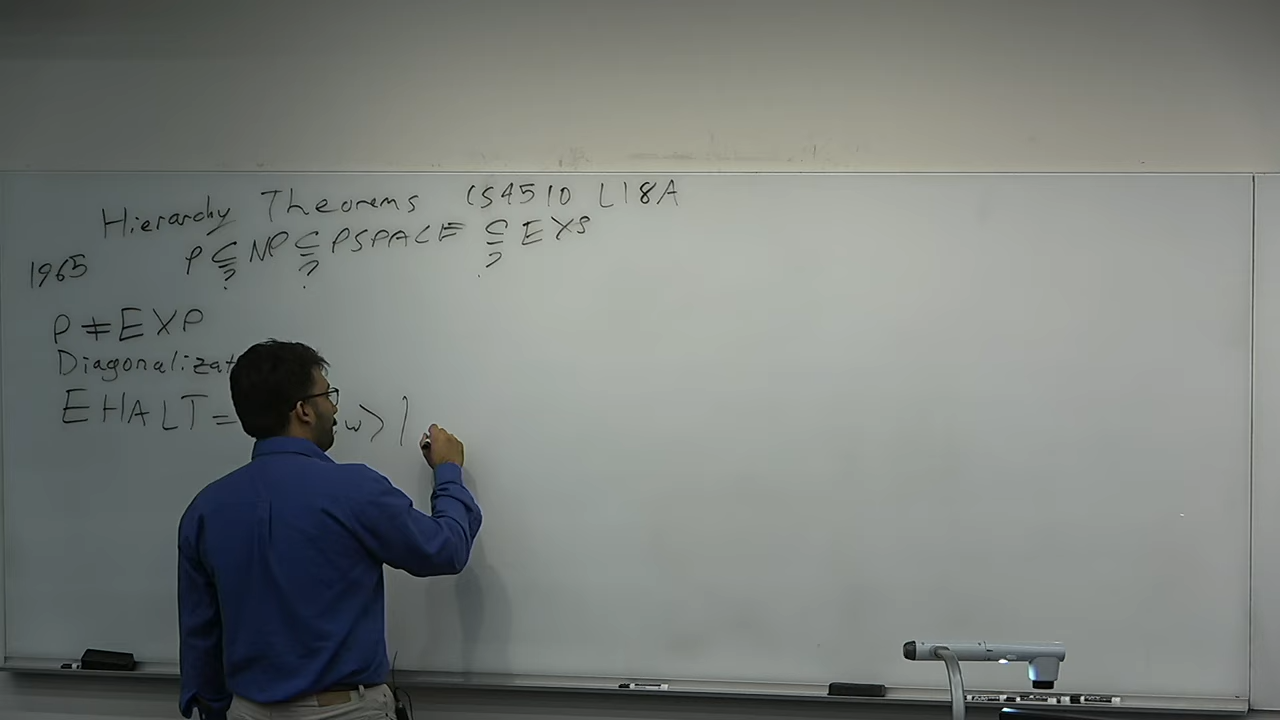 Hierarchy Theorems CS4510 L18A
P ⊆ NP ⊆ PSPACE ⊆ EXP
? ? ?
1965
P ≠ EXP
Diagonalizat
EHALT =
w> |